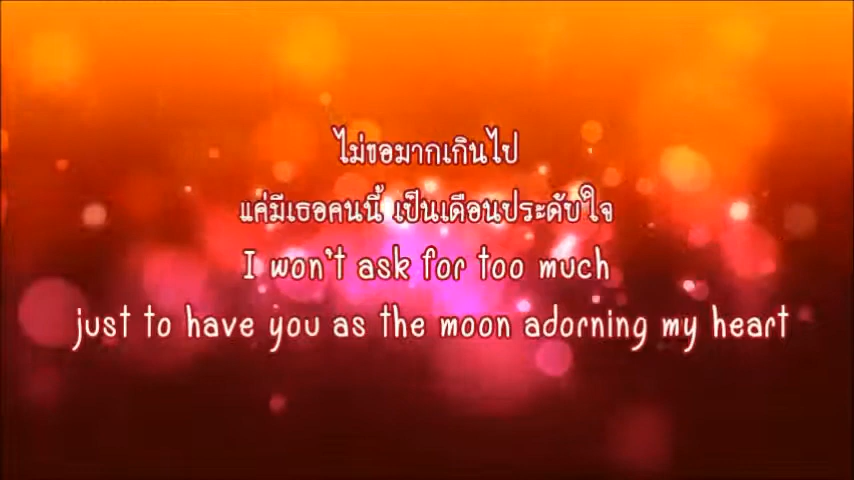 ไม่ขอมากเกินไป
แค่มีเธอคนนี้ เป็นเดือนประดับใจ
I won't ask for too much
just to have you as the moon adorning my heart